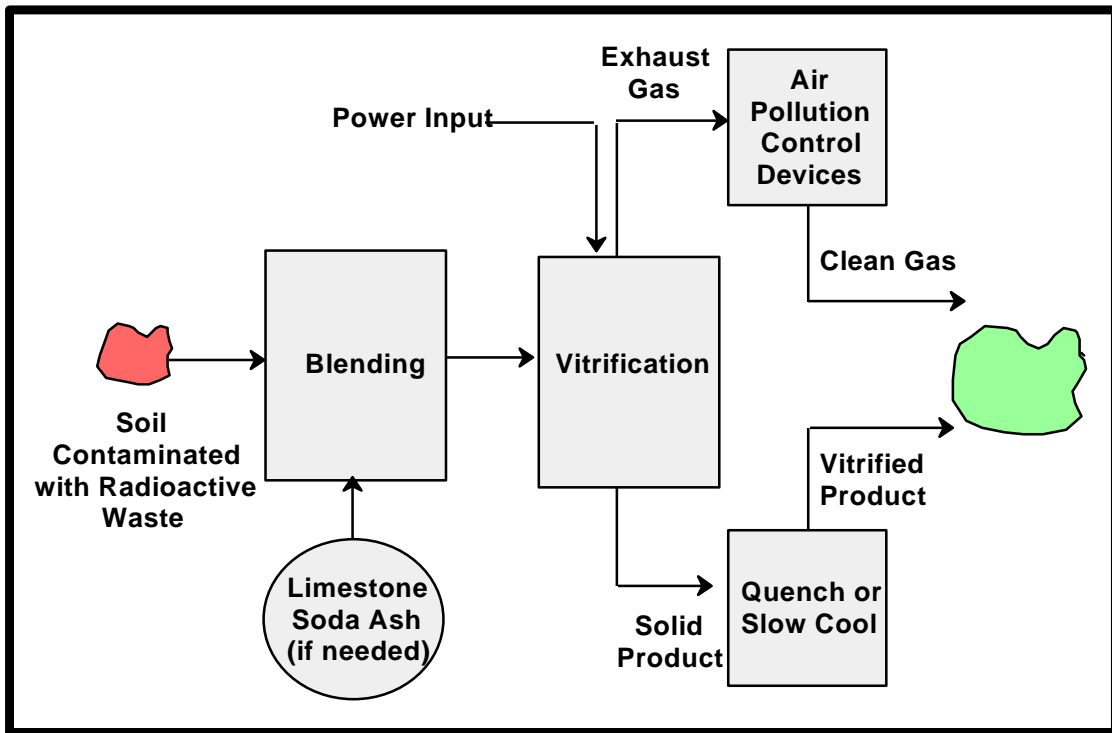 Exhaust
Gas
Air
Pollution
Control
Devices
Power Input
Clean Gas
Blending
Vitrification
Soil
Contaminated
with Radioactive
Waste
Vitrified
Product
Limestone
Soda Ash
(if needed)
Solid
Product
Quench or
Slow Cool